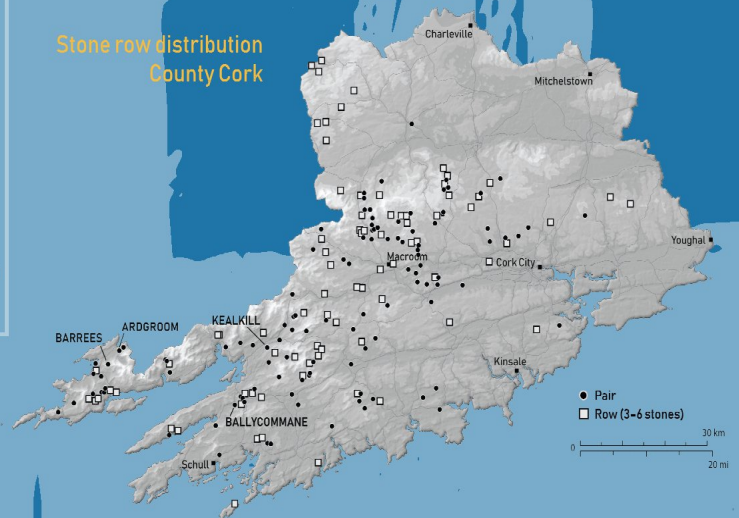 Stone row distribution
County Cork
Charleville
Mitchelstown
Youghal
Macroom
Cork City
KEALKILL
ARDGROOM
BARREES
Kinsale
BALLYCOMMANE
Schull
Pair
Row (3-6 stones)
30 km
0
20 mi